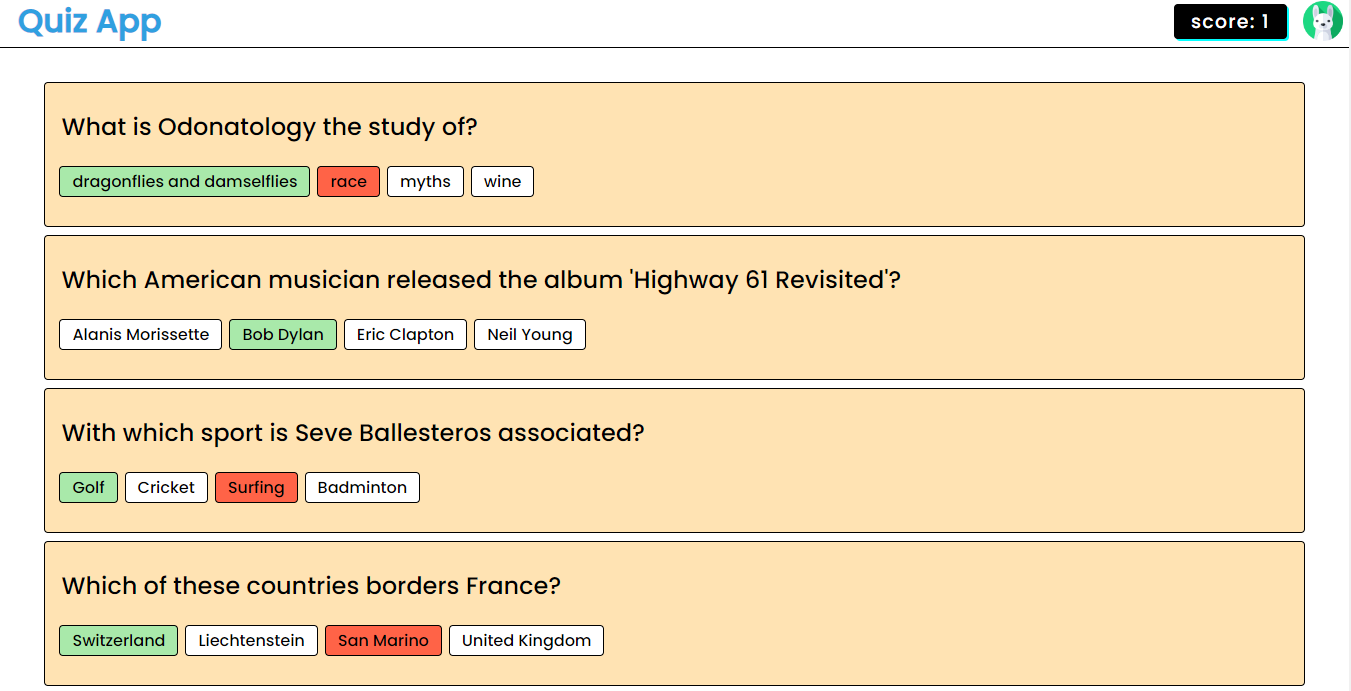 Quiz App score: 1
What is Odonatology the study of?
dragonflies and damselflies race myths wine
Which American musician released the album 'Highway 61 Revisited'?
Alanis Morissette Bob Dylan Eric Clapton Neil Young
With which sport is Seve Ballesteros associated?
Golf Cricket Surfing Badminton
Which of these countries borders France?
Switzerland Liechtenstein San Marino United Kingdom